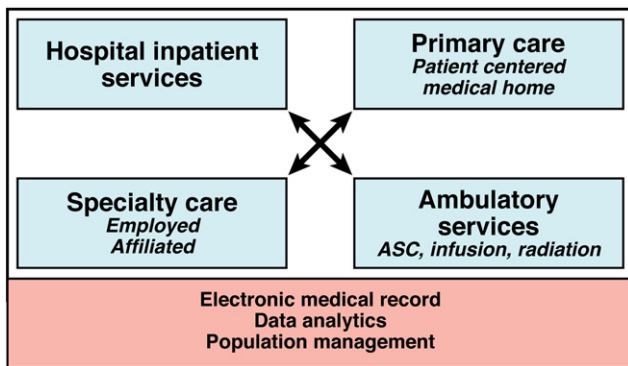 Hospital inpatient
services
Primary care
Patient centered
medical home
Specialty care
Employed
Affiliated
Ambulatory
services
ASC, infusion, radiation
Electronic medical record
Data analytics
Population management